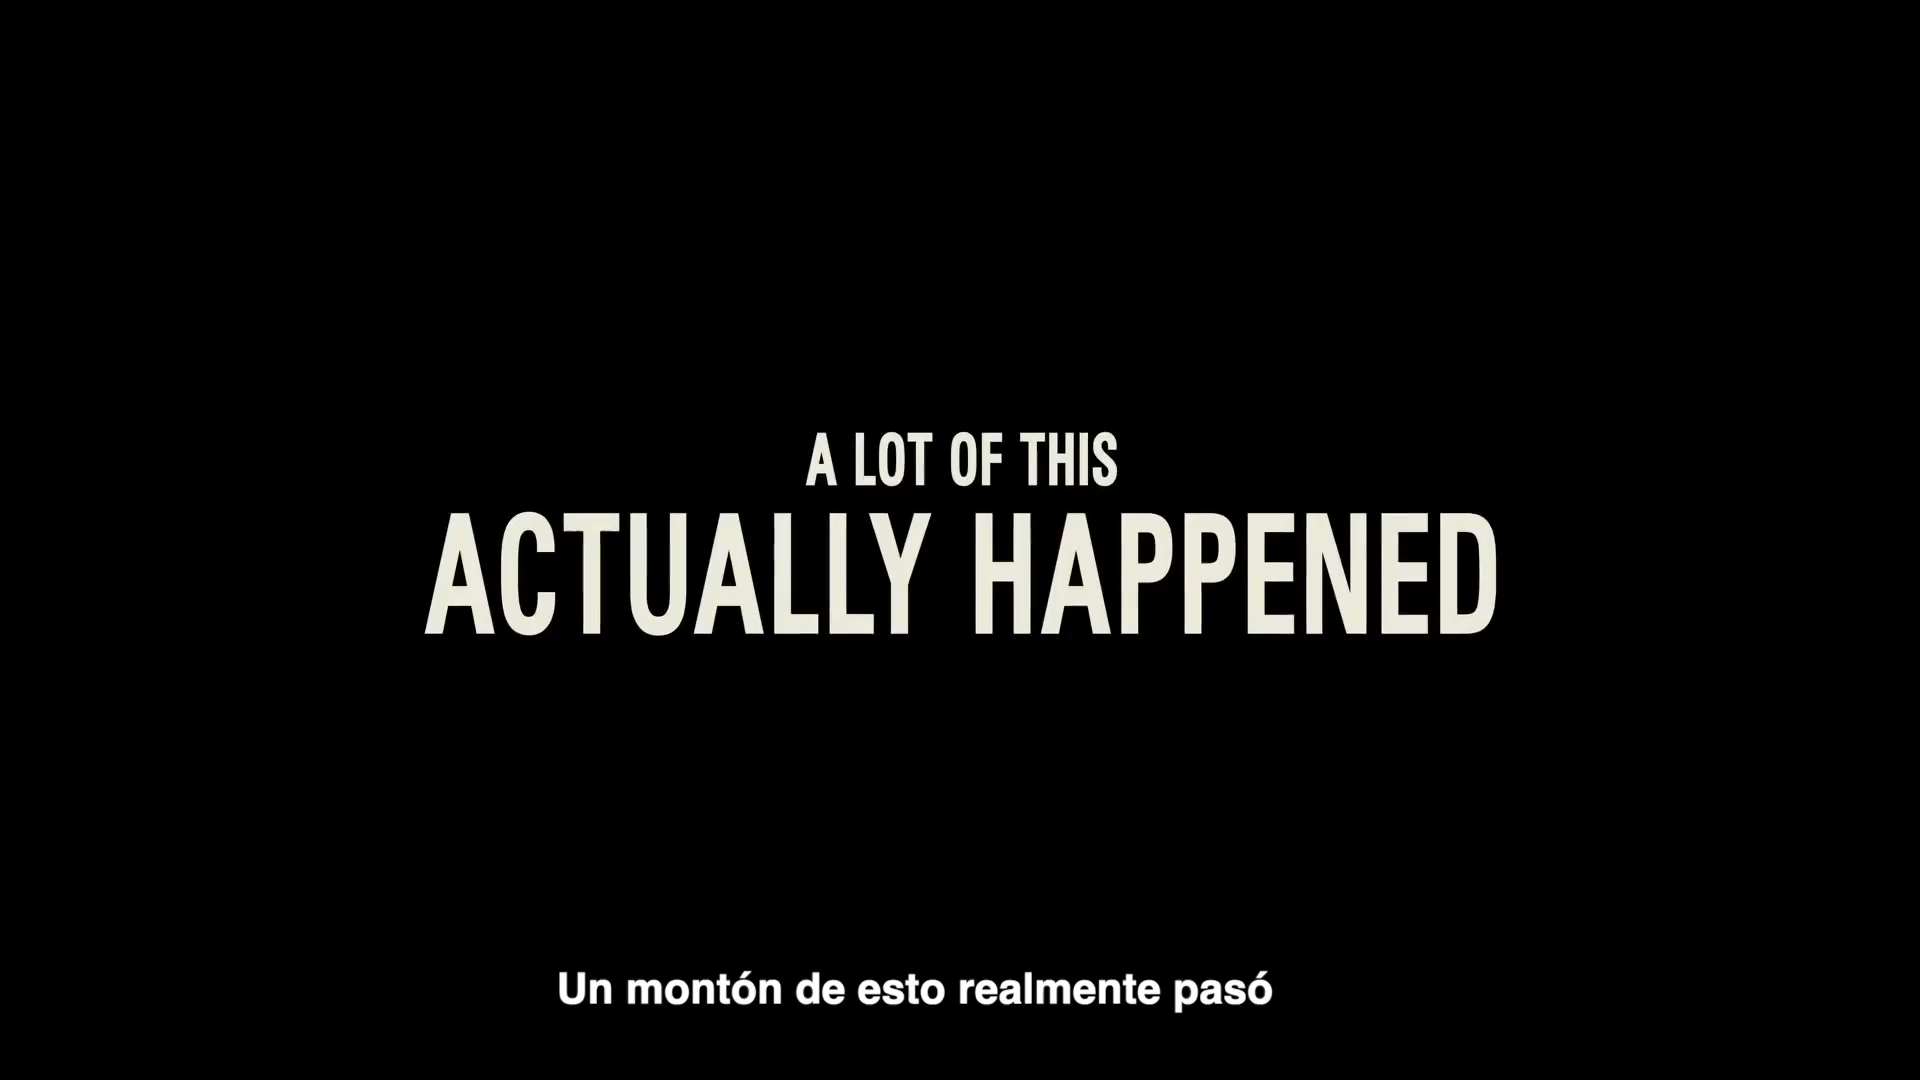 A LOT OF THIS
ACTUALLY HAPPENED
Un montón de esto realmente pasó